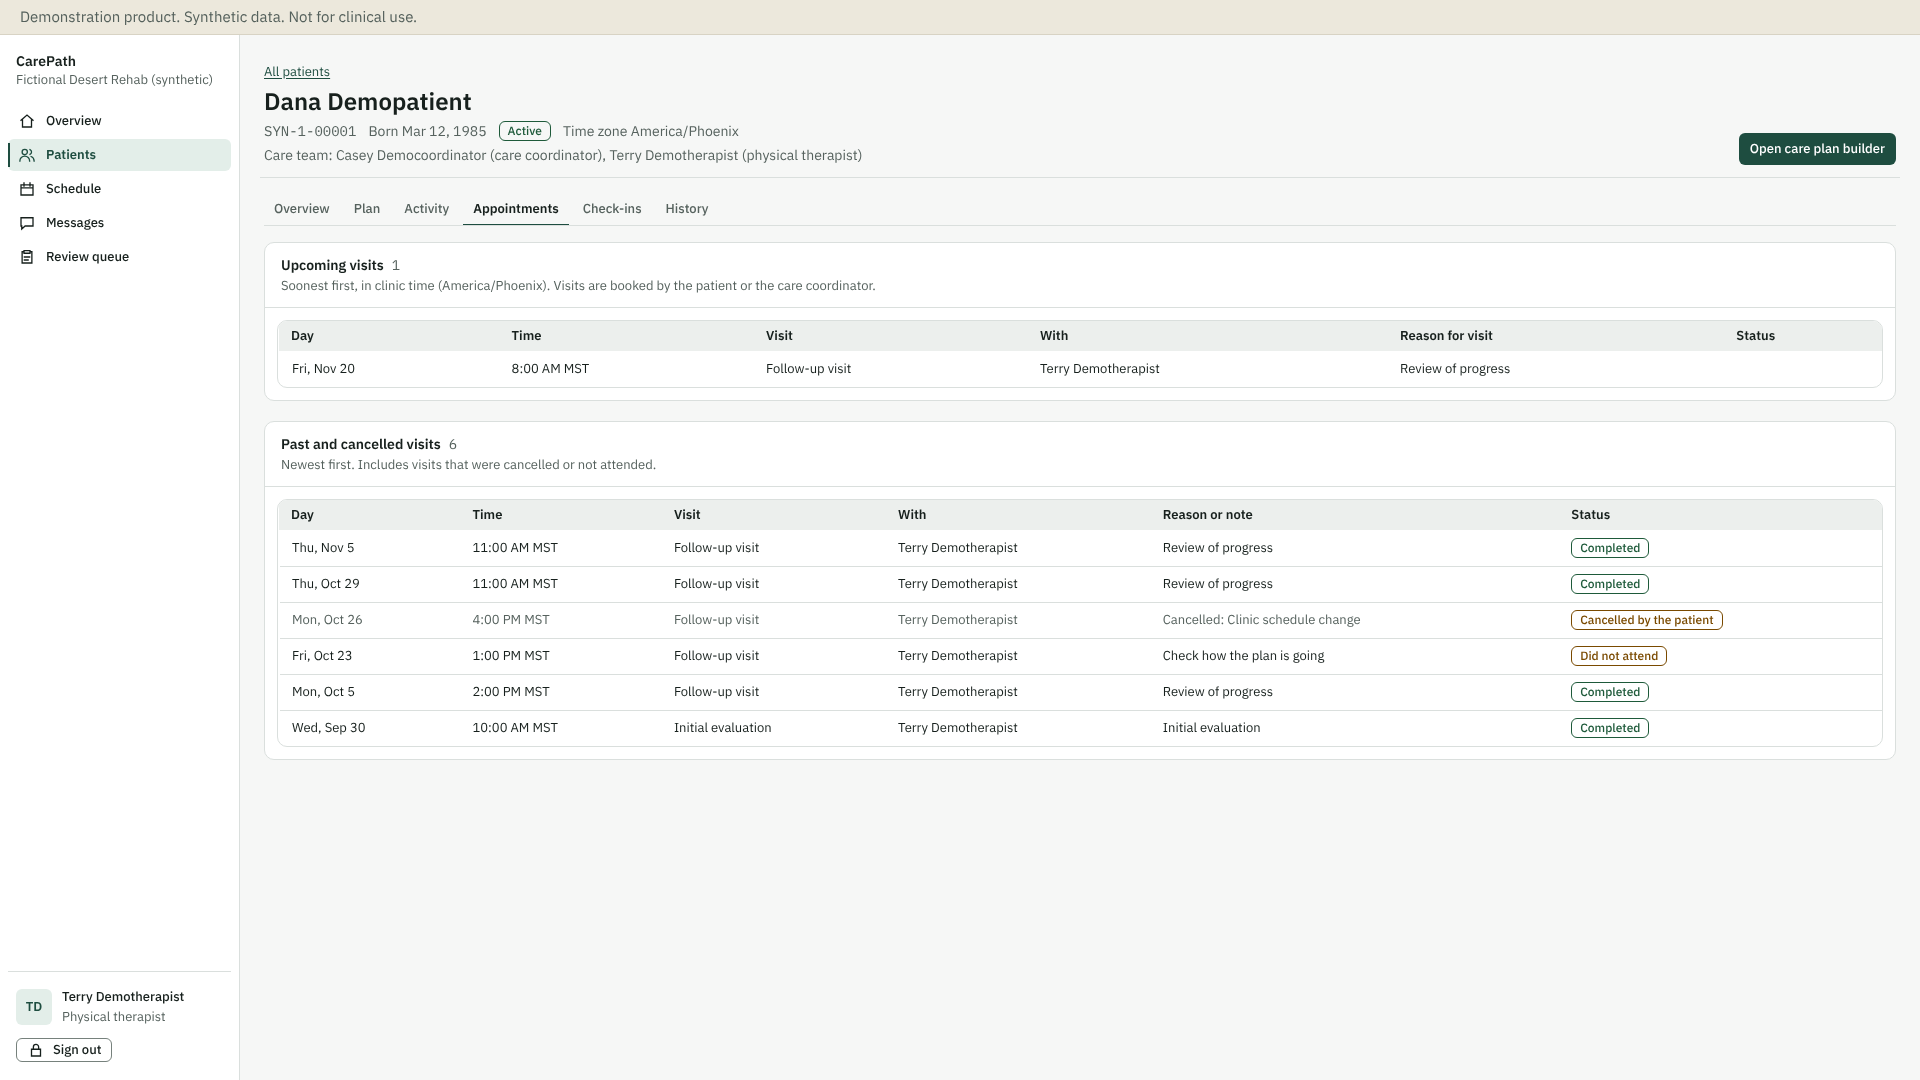 Demonstration product. Synthetic data. Not for clinical use.
CarePath
Fictional Desert Rehab (synthetic)
Overview
Patients
Schedule
Messages
Review queue
TD
Terry Demotherapist
Physical therapist
Sign out
All patients
Dana Demopatient
SYN-1-00001 Born Mar 12, 1985 Active Time zone America/Phoenix
Care team: Casey Democoordinator (care coordinator), Terry Demotherapist (physical therapist)
Open care plan builder
Overview Plan Activity Appointments Check-ins History
Upcoming visits 1
Soonest first, in clinic time (America/Phoenix). Visits are booked by the patient or the care coordinator.
Day Time Visit With Reason for visit Status
Fri, Nov 20 8:00 AM MST Follow-up visit Terry Demotherapist Review of progress
Past and cancelled visits 6
Newest first. Includes visits that were cancelled or not attended.
Day Time Visit With Reason or note Status
Thu, Nov 5 11:00 AM MST Follow-up visit Terry Demotherapist Review of progress Completed
Thu, Oct 29 11:00 AM MST Follow-up visit Terry Demotherapist Review of progress Completed
Mon, Oct 26 4:00 PM MST Follow-up visit Terry Demotherapist Cancelled: Clinic schedule change Cancelled by the patient
Fri, Oct 23 1:00 PM MST Follow-up visit Terry Demotherapist Check how the plan is going Did not attend
Mon, Oct 5 2:00 PM MST Follow-up visit Terry Demotherapist Review of progress Completed
Wed, Sep 30 10:00 AM MST Initial evaluation Terry Demotherapist Initial evaluation Completed